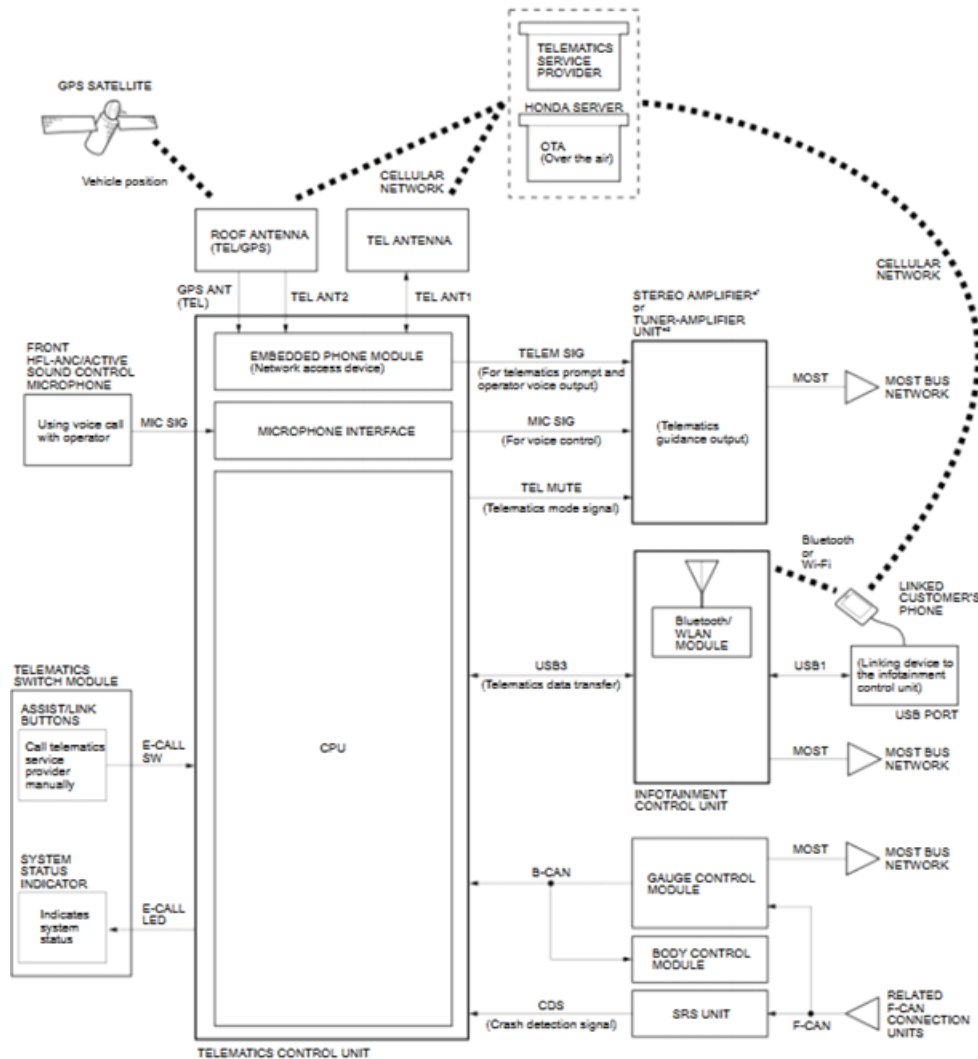 TELEMATICS
SERVICE
PROVIDER
GPS SATELLITE
HONDA SERVER
OTA
(Over the air)
Vehicle position
CELLULAR
NETWORK
ROOF ANTENNA
(TEL/GPS)
TEL ANTENNA
CELLULAR
NETWORK
GPS ANT
(TEL)
TEL ANT2
TEL ANT1
STEREO AMPLIFIER*
or
TUNER-AMPLIFIER
UNIT*
FRONT
HFL-ANC/ACTIVE
SOUND CONTROL
MICROPHONE
EMBEDDED PHONE MODULE
(Network access device)
TELEM SIG
(For telematics prompt and
operator voice output)
MOST
MOST BUS
NETWORK
Using voice call
with operator
MIC SIG
MICROPHONE INTERFACE
MIC SIG
(For voice control)
(Telematics
guidance output)
TEL MUTE
(Telematics mode signal)
Bluetooth
or
Wi-Fi
LINKED
CUSTOMER'S
PHONE
Bluetooth/
WLAN
MODULE
TELEMATICS
SWITCH MODULE
USB3
(Telematics data transfer)
USB1
(Linking device to
the infotainment
control unit)
USB PORT
ASSIST/LINK
BUTTONS
Call telematics
service
provider
manually
E-CALL
SW
CPU
MOST
MOST BUS
NETWORK
INFOTAINMENT
CONTROL UNIT
SYSTEM
STATUS
INDICATOR
Indicates
system
status
E-CALL
LED
B-CAN
GAUGE CONTROL
MODULE
MOST
MOST BUS
NETWORK
BODY CONTROL
MODULE
CDS
(Crash detection signal)
SRS UNIT
F-CAN
RELATED
F-CAN
CONNECTION
UNITS
TELEMATICS CONTROL UNIT